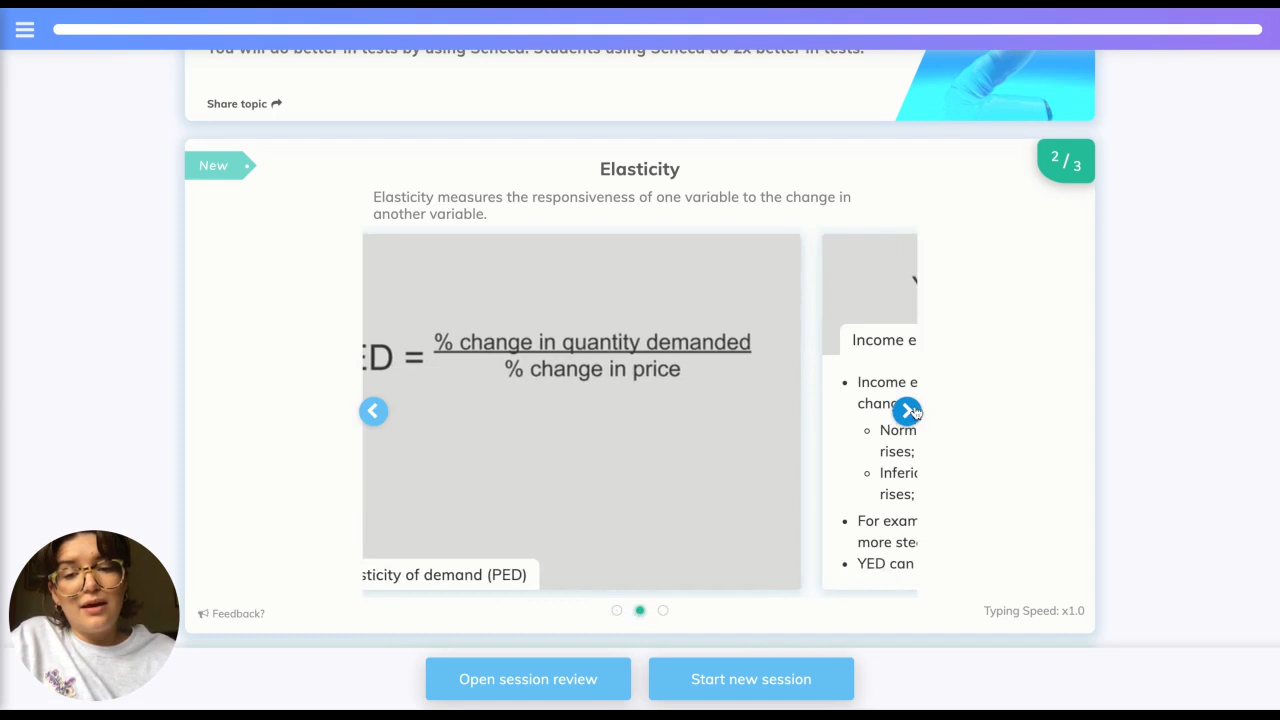 You will do better in tests by using Seneca. Students using Seneca do 2x better in tests.
Share topic
New
Elasticity
2/3
Elasticity measures the responsiveness of one variable to the change in
another variable.
ED = % change in quantity demanded
% change in price
sticity of demand (PED)
Income e
Income e
chang
Norm
rises;
Inferio
rises;
For exam
more ste
YED can
Feedback?
Typing Speed: x1.0
Open session review
Start new session